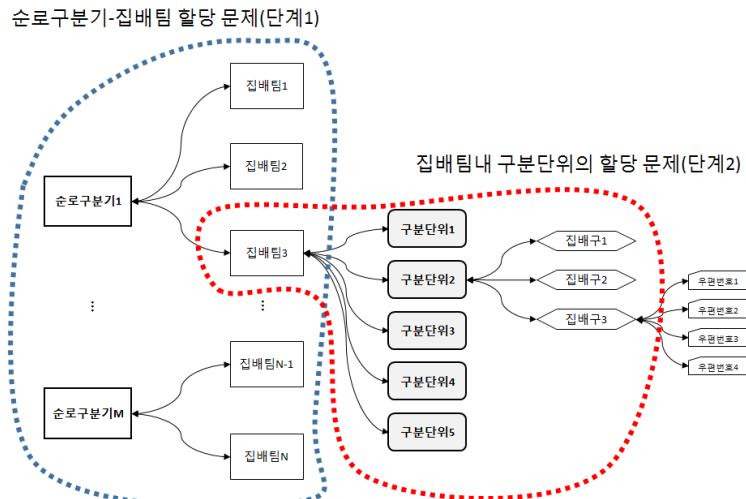 순로구분기-집배팀 할당 문제(단계1)
집배팀1
집배팀2
순로구분기1
집배팀3
⋮
⋮
집배팀N-1
순로구분기M
집배팀N
집배팀내 구분단위의 할당 문제(단계2)
구분단위1
구분단위2
구분단위3
구분단위4
구분단위5
집배구1
집배구2
집배구3
우편번호1
우편번호2
우편번호3
우편번호4